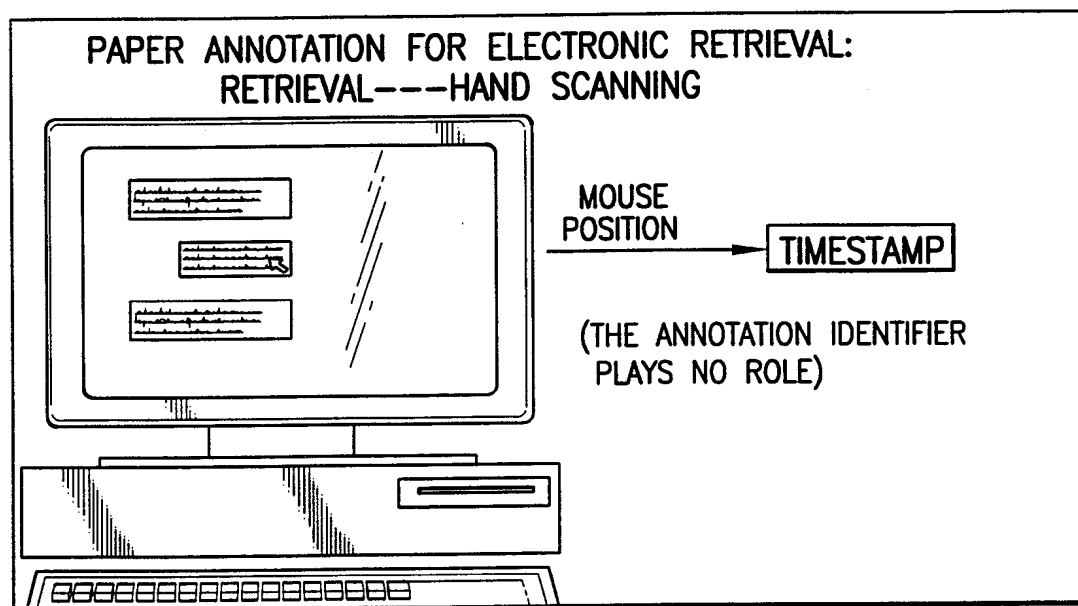 PAPER ANNOTATION FOR ELECTRONIC RETRIEVAL:
RETRIEVAL---HAND SCANNING
MOUSE
POSITION
TIMESTAMP
(THE ANNOTATION IDENTIFIER
PLAYS NO ROLE)